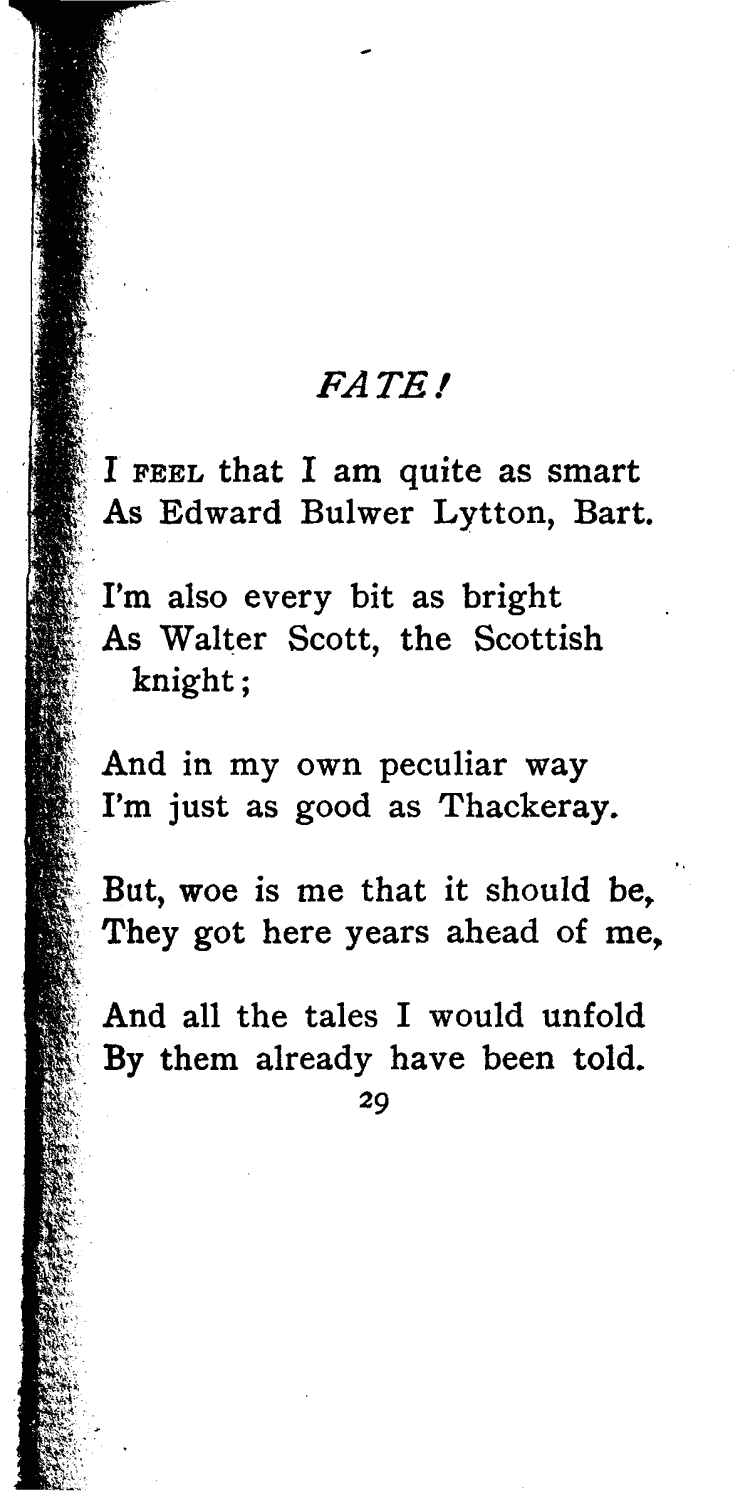 FATE!
I FEEL that I am quite as smart
As Edward Bulwer Lytton, Bart.
I'm also every bit as bright
As Walter Scott, the Scottish
knight;
And in my own peculiar way
I'm just as good as Thackeray.
But, woe is me that it should be,
They got here years ahead of me,
And all the tales I would unfold
By them already have been told.
29